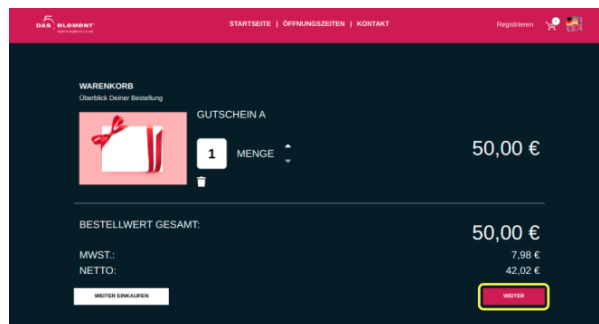 DAS 5 ELEMENT
STARTSEITE | ÖFFNUNGSZEITEN | KONTAKT
Registrieren
WARENKORB
Überblick Deiner Bestellung
GUTSCHEIN A
1 MENGE
50,00 €
BESTELLWERT GESAMT:
50,00 €
MWST.:
7,98 €
NETTO:
42,02 €
WEITER EINKAUFEN
WEITER